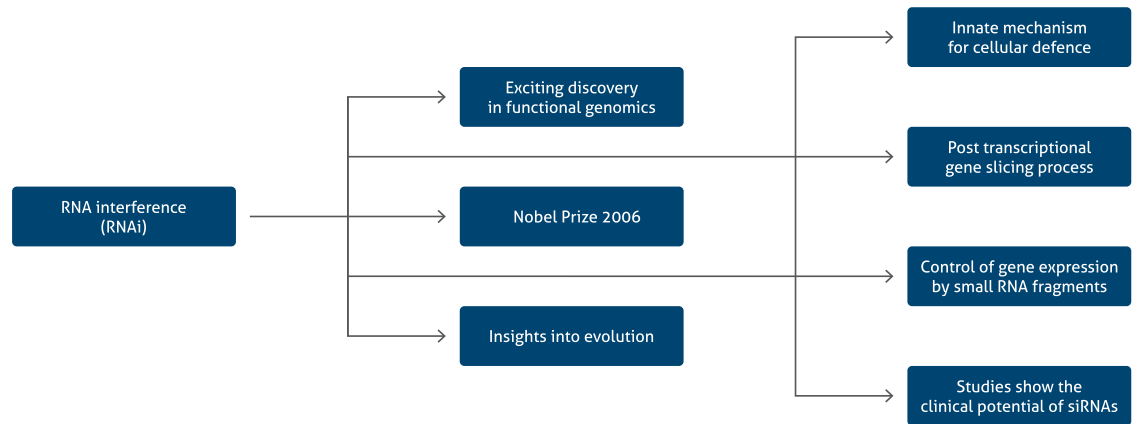 RNA interference
(RNAi)
Exciting discovery
in functional genomics
Nobel Prize 2006
Insights into evolution
Innate mechanism
for cellular defence
Post transcriptional
gene slicing process
Control of gene expression
by small RNA fragments
Studies show the
clinical potential of siRNAs